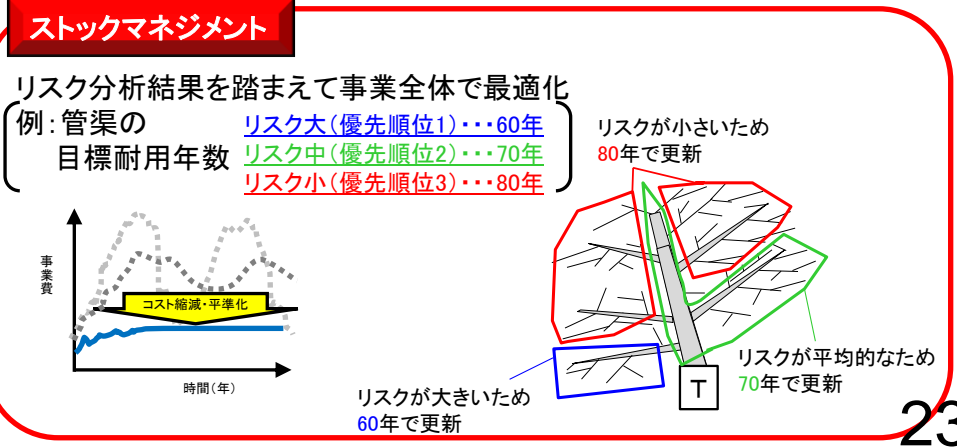 ストックマネジメント
リスク分析結果を踏まえて事業全体で最適化
例：管渠の
目標耐用年数
リスク大（優先順位1）・・・60年
リスク中（優先順位2）・・・70年
リスク小（優先順位3）・・・80年
リスクが小さいため
80年で更新
事業費
コスト縮減・平準化
時間（年）
リスクが大きいため
60年で更新
T
リスクが平均的なため
70年で更新
23